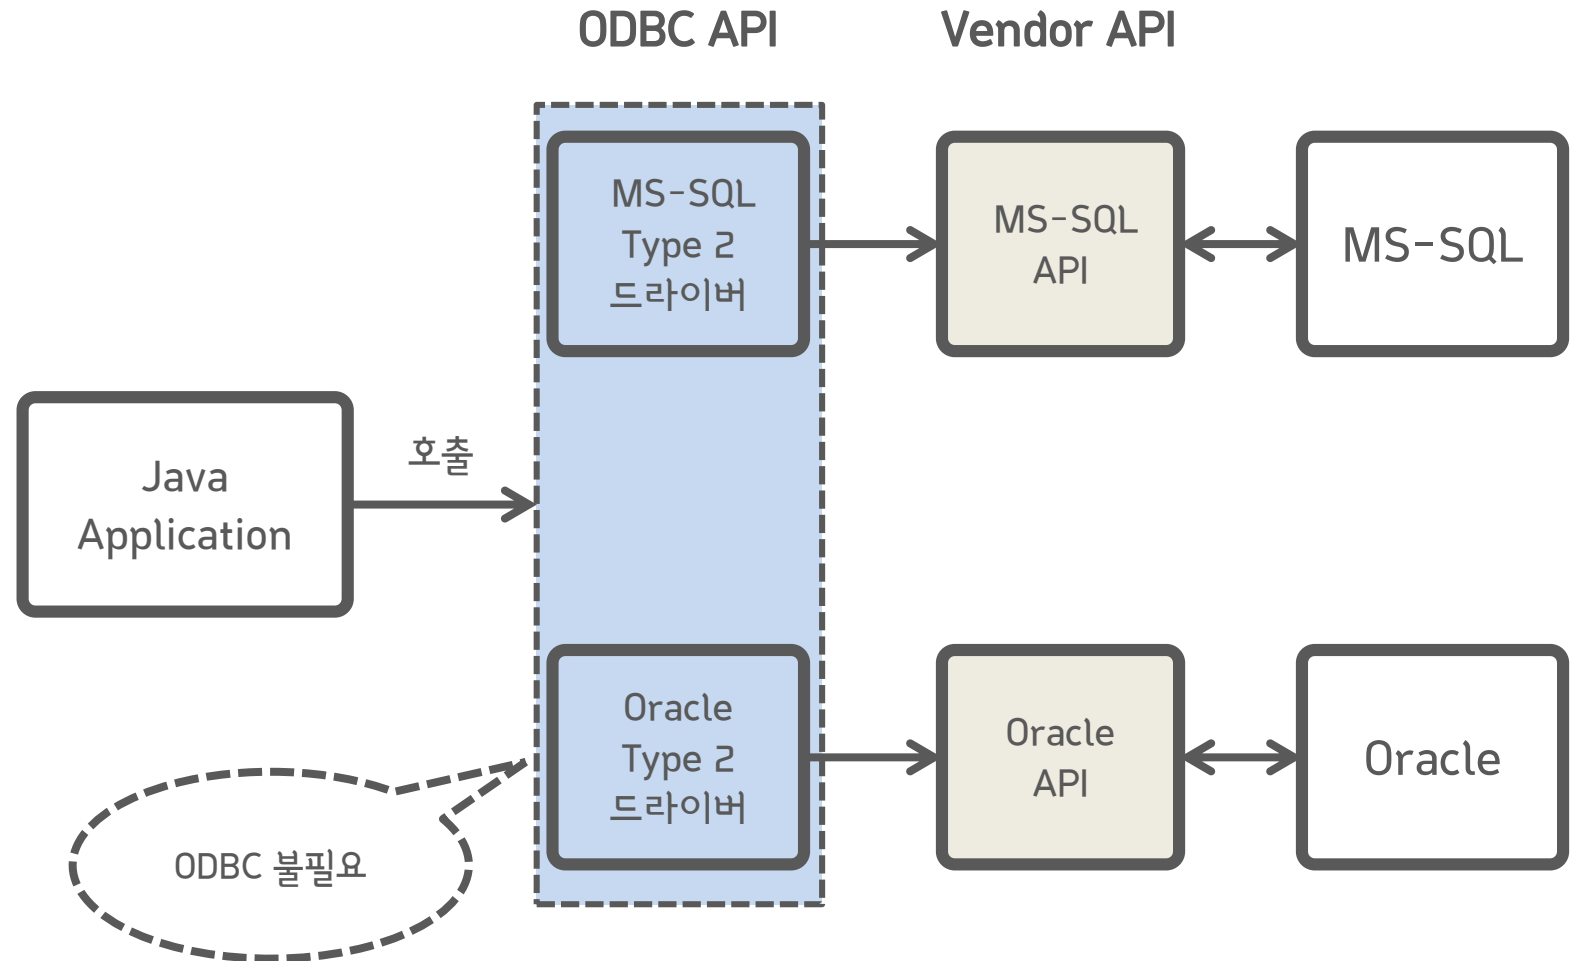 ODBC API
Vendor API
MS-SQL
Type 2
드라이버
MS-SQL
API
MS-SQL
Java
Application
호출
Oracle
Type 2
드라이버
Oracle
API
Oracle
ODBC 불필요